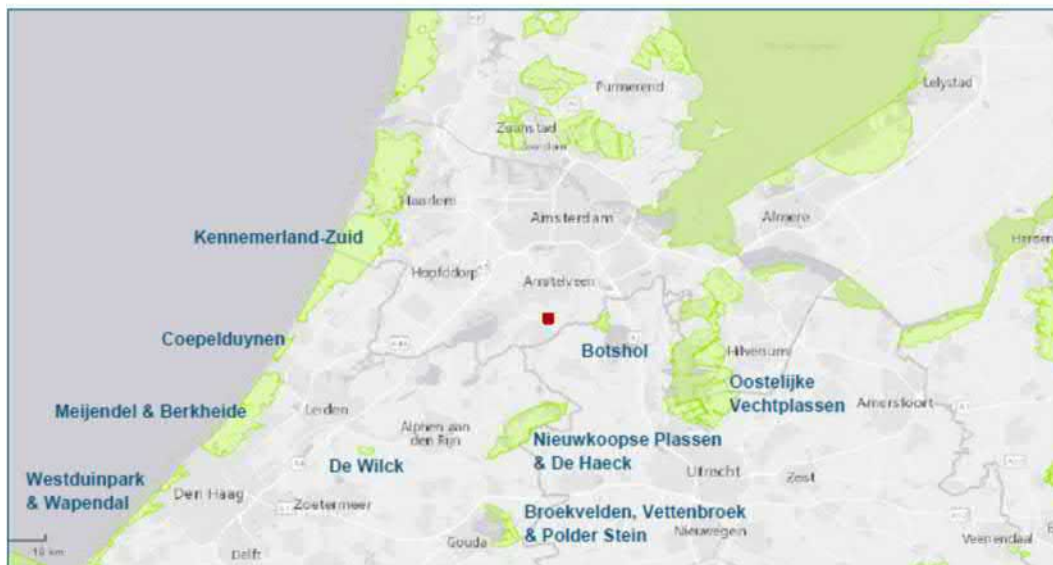 Lelystad
Purmerend
Zaanstad
Haarlem
Amsterdam
Almere
Kennemerland-Zuid
Hoofddorp
Amstelveen
Coepelduynen
Botshol
Hilversum
Oostelijke
Vechtplassen
Meijendel & Berkheide
Leiden
Amersfoort
Alphen aan
den Rijn
Nieuwkoopse Plassen
& De Haeck
De Wilck
Utrecht
Zeist
Westduinpark
& Wapendal
Den Haag
Zoetermeer
Broekvelden, Vettenbroek
& Polder Stein
Gouda
Nieuwegein
Veenendaal
10 km
Delft